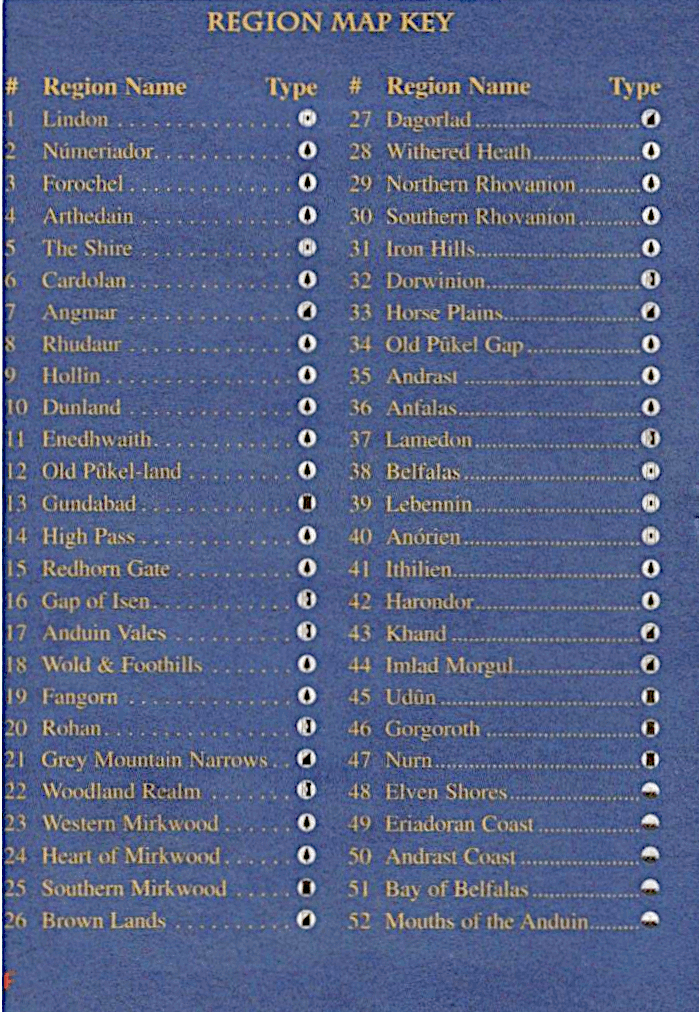 REGION MAP KEY
# Region Name Type
1 Lindon
2 Númeriador
3 Forochel
4 Arthedain
5 The Shire
6 Cardolan
7 Angmar
8 Rhudaur
9 Hollin
10 Dunland
11 Enedhwaith
12 Old Pûkel-land
13 Gundabad
14 High Pass
15 Redhorn Gate
16 Gap of Isen
17 Anduin Vales
18 Wold & Foothills
19 Fangorn
20 Rohan
21 Grey Mountain Narrows
22 Woodland Realm
23 Western Mirkwood
24 Heart of Mirkwood
25 Southern Mirkwood
26 Brown Lands
# Region Name Type
27 Dagorlad
28 Withered Heath
29 Northern Rhovanion
30 Southern Rhovanion
31 Iron Hills
32 Dorwinion
33 Horse Plains
34 Old Pûkel Gap
35 Andrast
36 Anfalas
37 Lamedon
38 Belfalas
39 Lebennin
40 Anórien
41 Ithilien
42 Harondor
43 Khand
44 Imlad Morgul
45 Udûn
46 Gorgoroth
47 Nurn
48 Elven Shores
49 Eriadoran Coast
50 Andrast Coast
51 Bay of Belfalas
52 Mouths of the Anduin
F